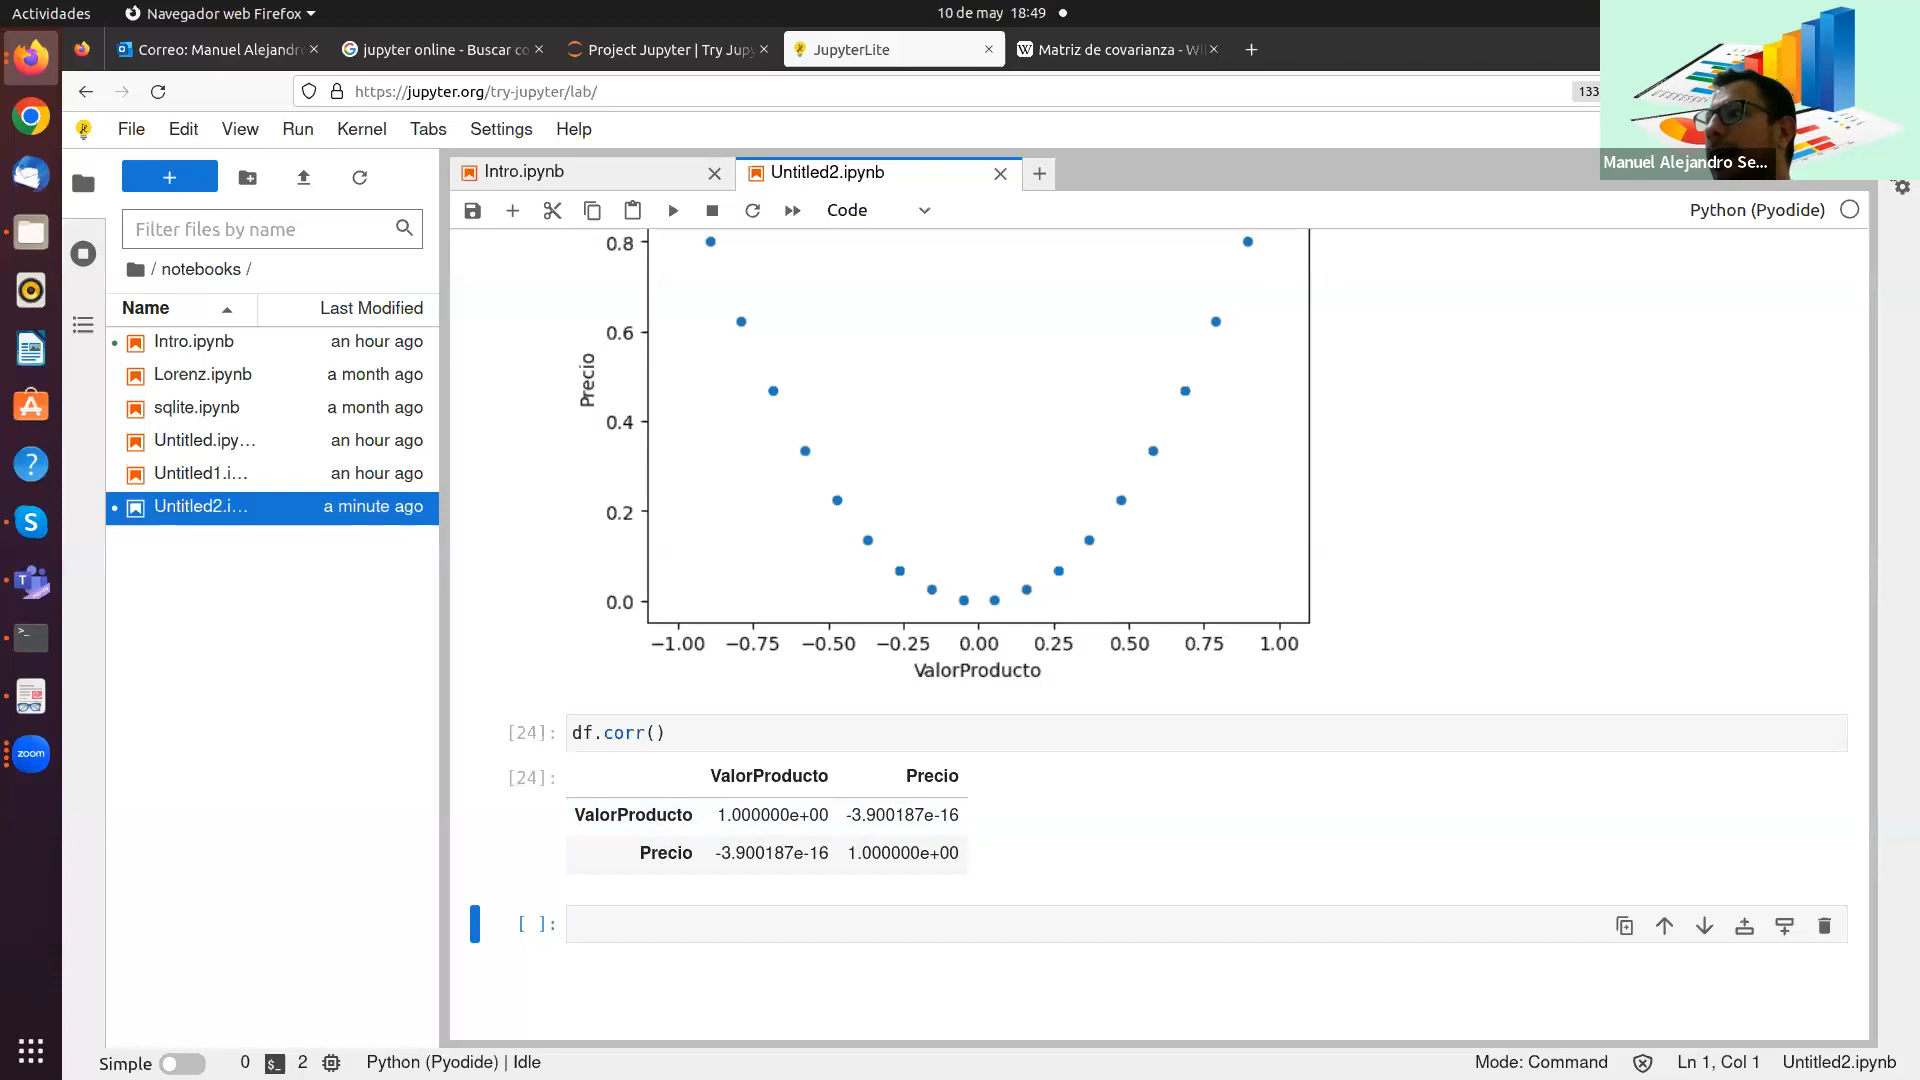 Actividades
Navegador web Firefox
10 de may 18:49
Correo: Manuel Alejandr
jupyter online - Buscar co
Project Jupyter | Try Jup
JupyterLite
Matriz de covarianza - Wi
https://jupyter.org/try-jupyter/lab/
133
File Edit View Run Kernel Tabs Settings Help
Manuel Alejandro Se...
Intro.ipynb
Untitled2.ipynb
Code
Python (Pyodide)
Filter files by name
/ notebooks /
Name Last Modified
Intro.ipynb an hour ago
Lorenz.ipynb a month ago
sqlite.ipynb a month ago
Untitled.ipy… an hour ago
Untitled1.i… an hour ago
Untitled2.i… a minute ago
0.8
0.6
0.4
0.2
0.0
Precio
−1.00 −0.75 −0.50 −0.25 0.00 0.25 0.50 0.75 1.00
ValorProducto
[24]: df.corr()
[24]:
ValorProducto Precio
ValorProducto 1.000000e+00 -3.900187e-16
Precio -3.900187e-16 1.000000e+00
[ ]:
zoom
Simple 0 2 Python (Pyodide) | Idle
Mode: Command Ln 1, Col 1 Untitled2.ipynb